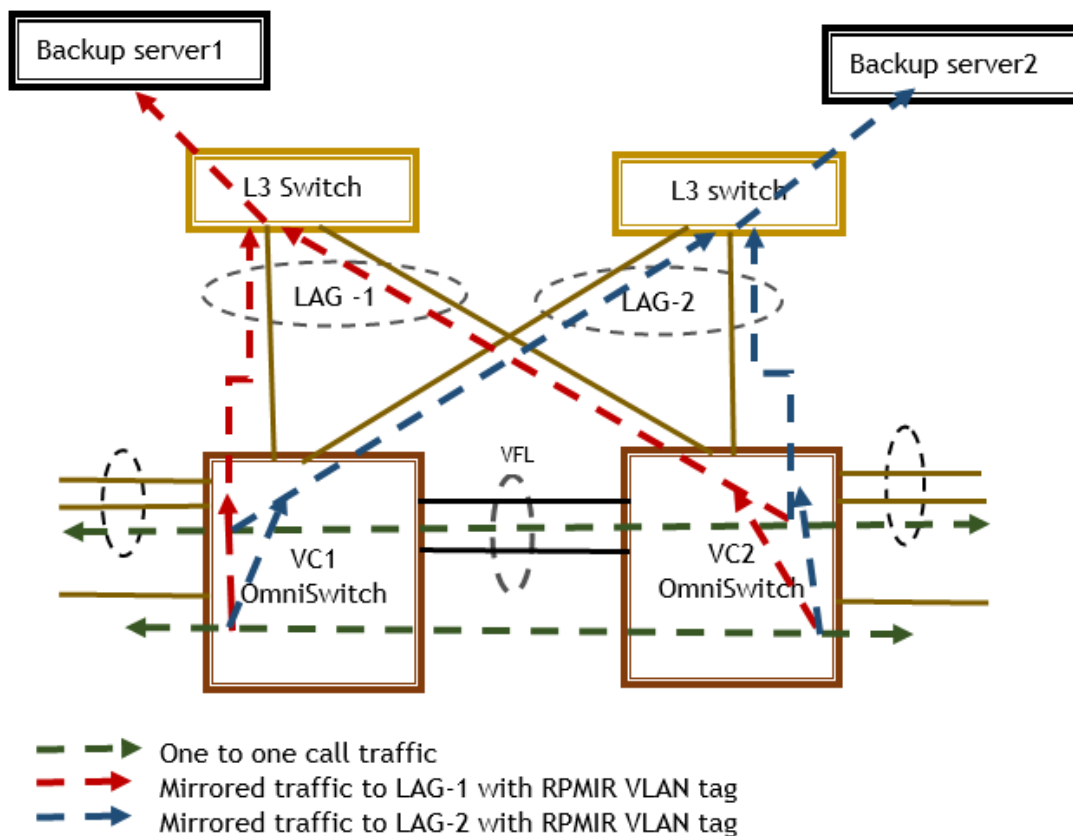 Backup server1
Backup server2
L3 Switch
L3 switch
LAG -1
LAG-2
VFL
VC1
OmniSwitch
VC2
OmniSwitch
One to one call traffic
Mirrored traffic to LAG-1 with RPMIR VLAN tag
Mirrored traffic to LAG-2 with RPMIR VLAN tag